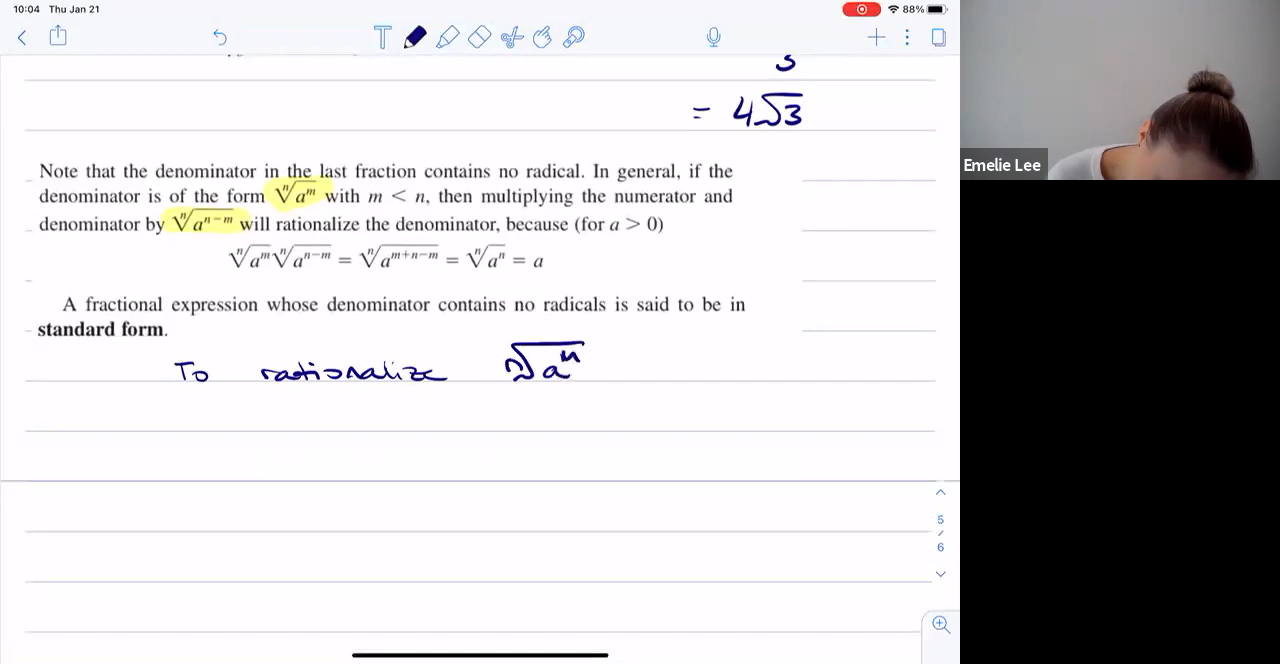 10:04 Thu Jan 21
88%
T
3
= 4√3
Emelie Lee
Note that the denominator in the last fraction contains no radical. In general, if the
denominator is of the form ⁿ√aᵐ with m < n, then multiplying the numerator and
denominator by ⁿ√aⁿ⁻ᵐ will rationalize the denominator, because (for a > 0)
ⁿ√aᵐ ⁿ√aⁿ⁻ᵐ = ⁿ√aᵐ⁺ⁿ⁻ᵐ = ⁿ√aⁿ = a
A fractional expression whose denominator contains no radicals is said to be in
standard form.
To rationalize ⁿ√aᵐ
5
/
6